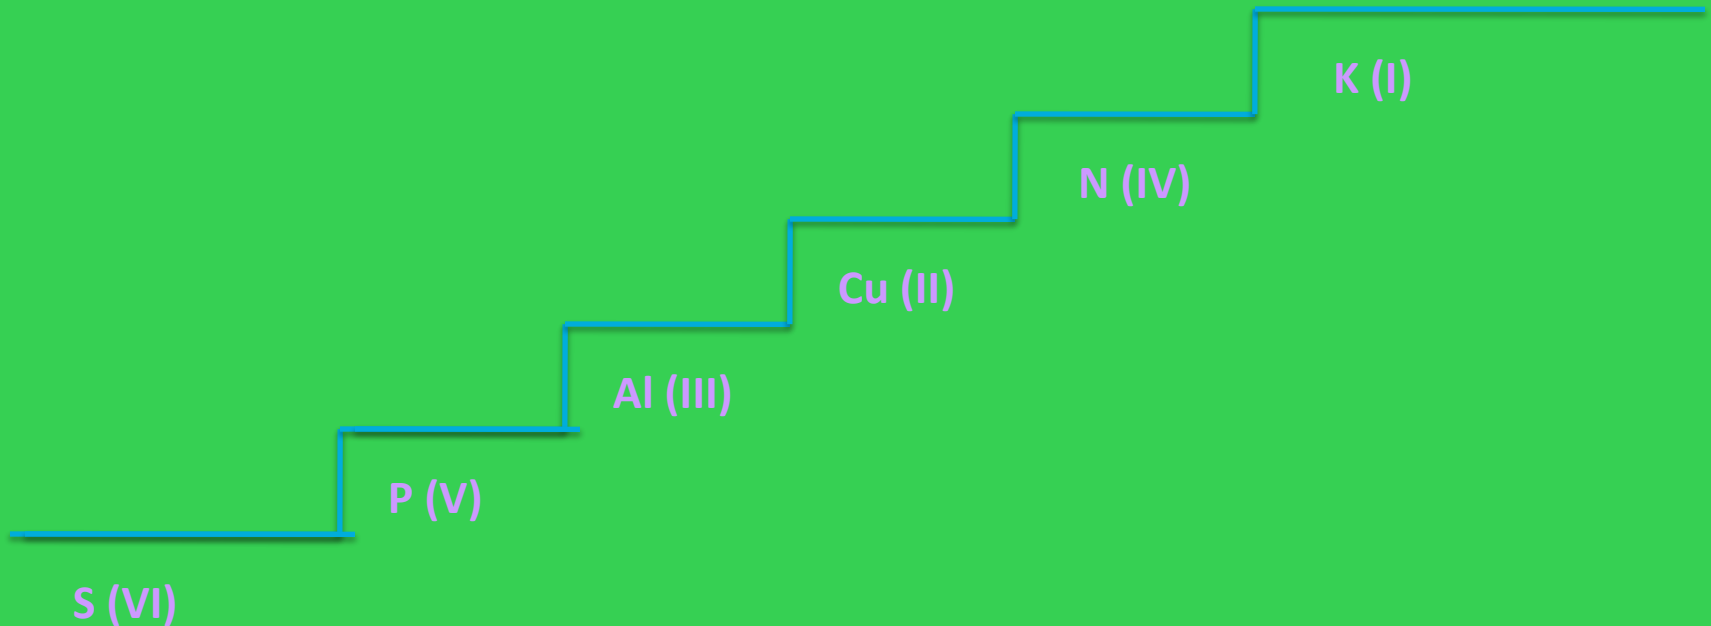 K (I)
N (IV)
Cu (II)
Al (III)
P (V)
S (VI)